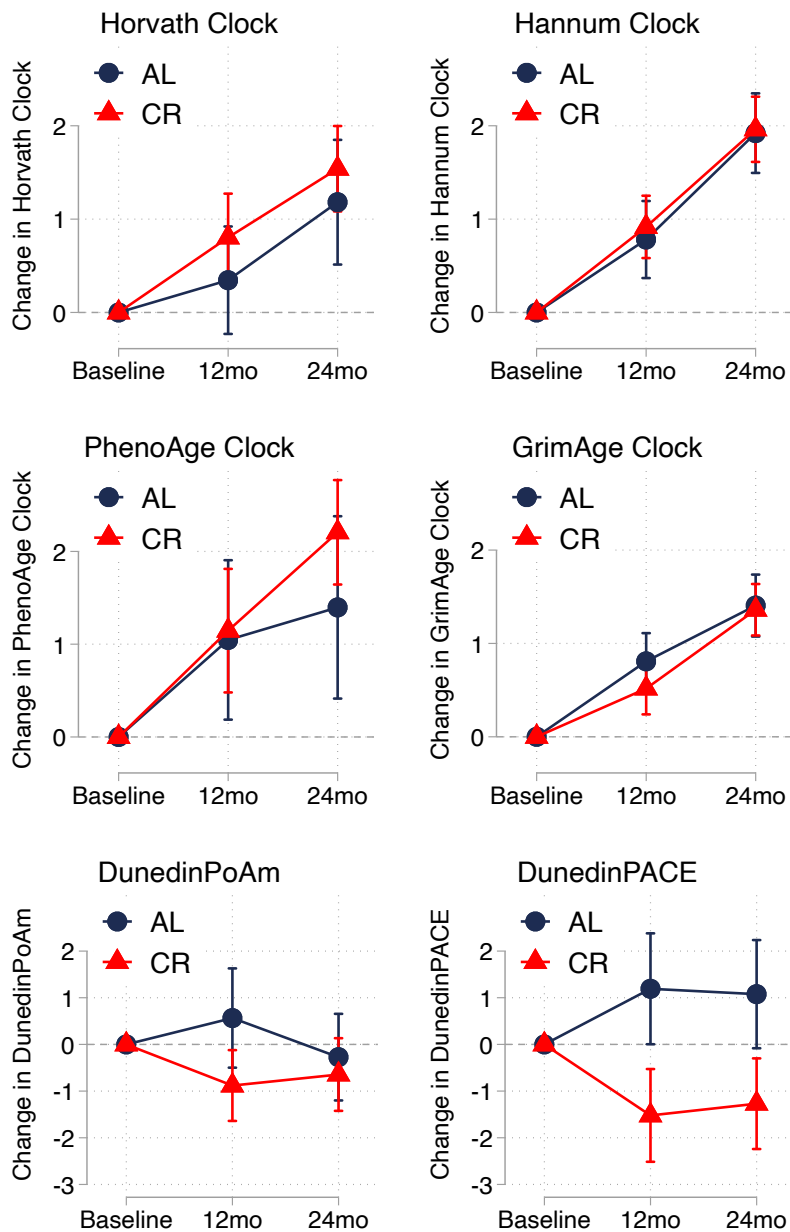 Horvath Clock
AL
CR
Change in Horvath Clock
2
1
0
Baseline 12mo 24mo
Hannum Clock
AL
CR
Change in Hannum Clock
2
1
0
Baseline 12mo 24mo
PhenoAge Clock
AL
CR
Change in PhenoAge Clock
2
1
0
Baseline 12mo 24mo
GrimAge Clock
AL
CR
Change in GrimAge Clock
2
1
0
Baseline 12mo 24mo
DunedinPoAm
AL
CR
Change in DunedinPoAm
2
1
0
-1
-2
-3
Baseline 12mo 24mo
DunedinPACE
AL
CR
Change in DunedinPACE
2
1
0
-1
-2
-3
Baseline 12mo 24mo